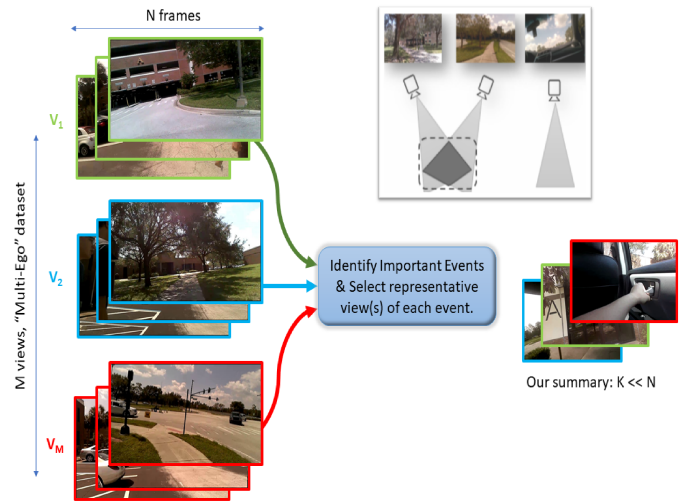 N frames
V1
V2
VM
M views, “Multi-Ego” dataset
Identify Important Events
& Select representative
view(s) of each event.
A
Our summary: K << N